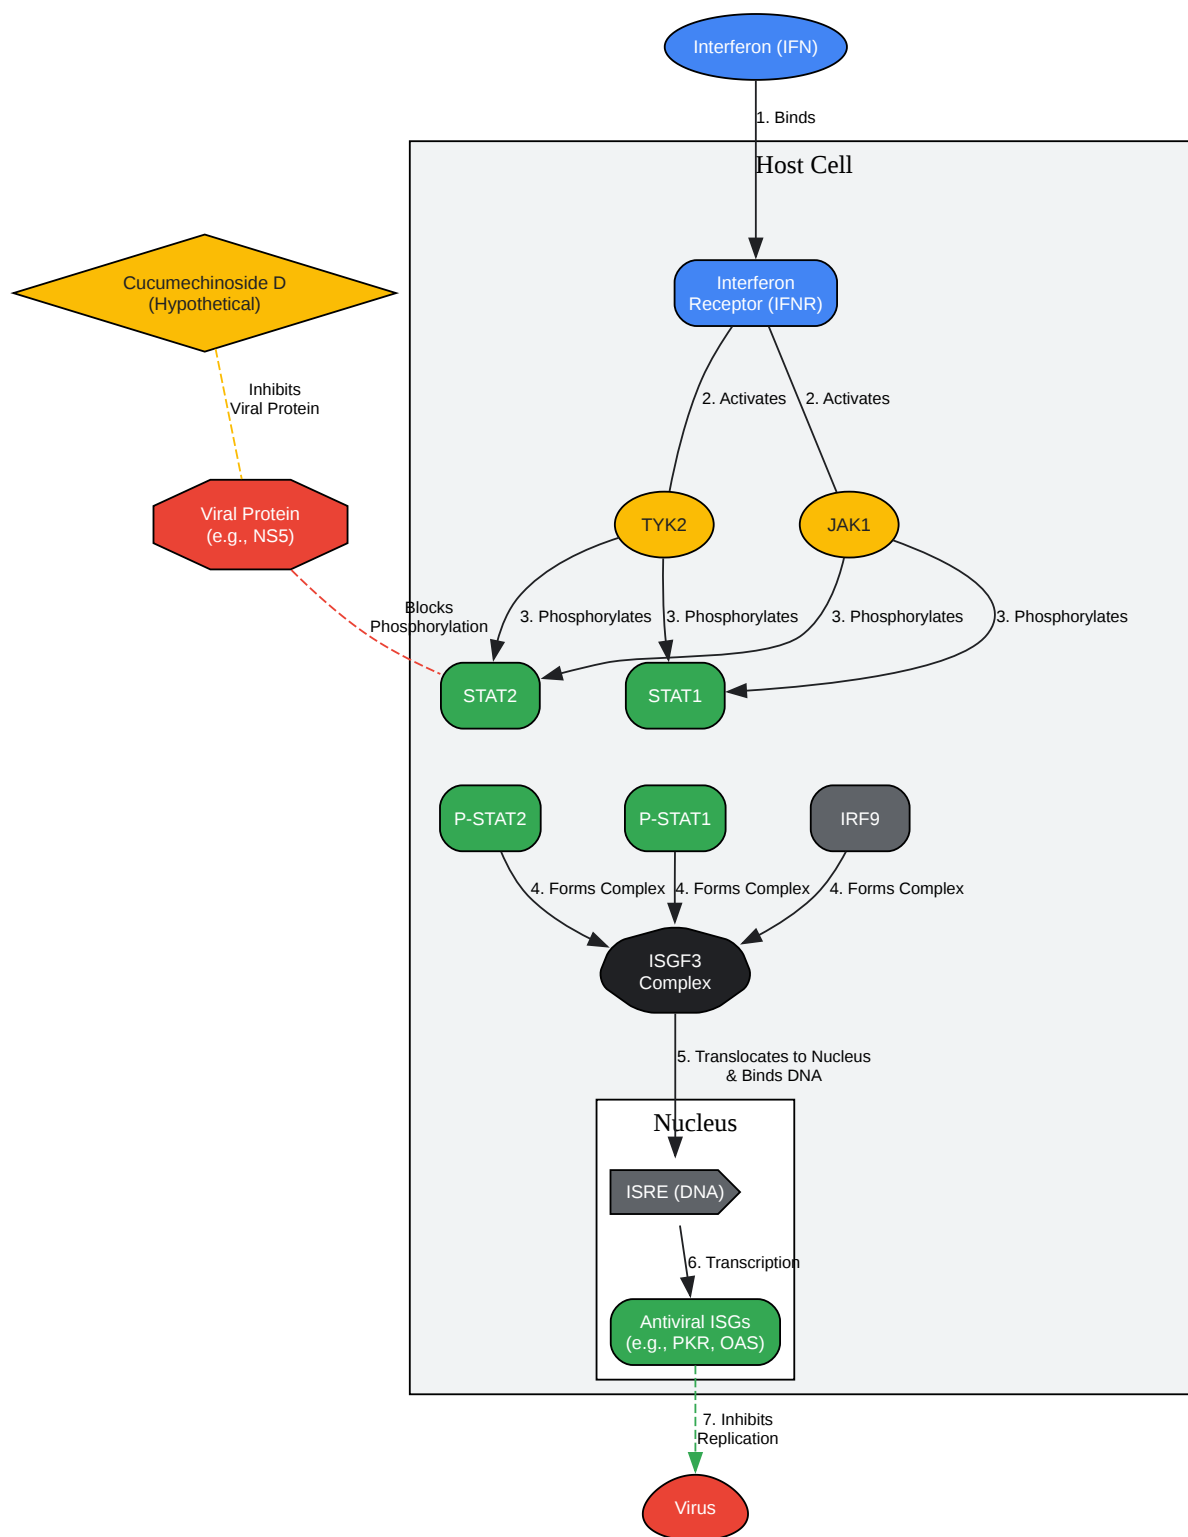 Interferon (IFN)
1. Binds
Host Cell
Cucumechinoside D
(Hypothetical)
Interferon
Receptor (IFNR)
Inhibits
Viral Protein
2. Activates
2. Activates
Viral Protein
(e.g., NS5)
TYK2
JAK1
Blocks
Phosphorylation
3. Phosphorylates
3. Phosphorylates
3. Phosphorylates
3. Phosphorylates
STAT2
STAT1
P-STAT2
P-STAT1
IRF9
4. Forms Complex
4. Forms Complex
4. Forms Complex
ISGF3
Complex
5. Translocates to Nucleus
& Binds DNA
Nucleus
ISRE (DNA)
6. Transcription
Antiviral ISGs
(e.g., PKR, OAS)
7. Inhibits
Replication
Virus